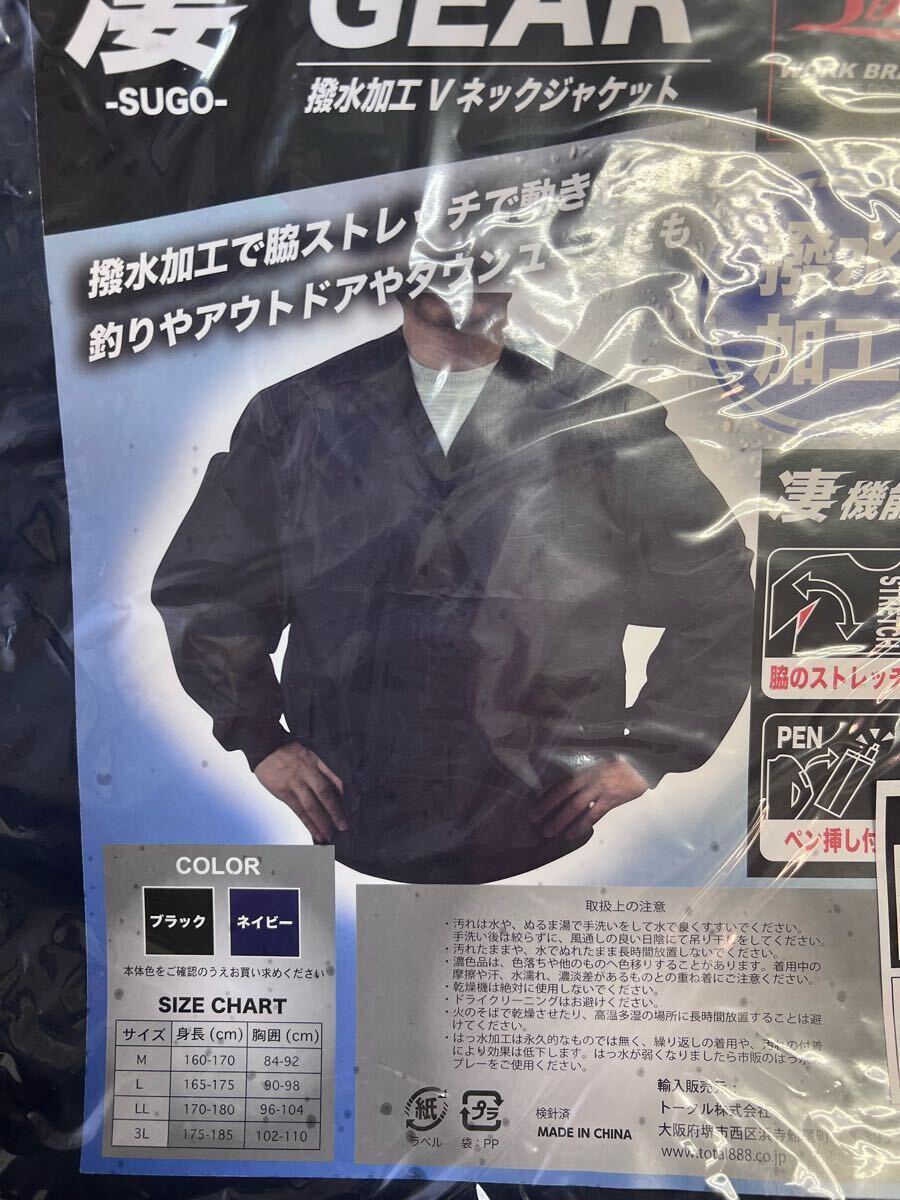 凄 GEAR
-SUGO-
撥水加工Vネックジャケット
WORK BRA
撥水加工で脇ストレッチで動き
釣りやアウトドアやタウンユ にも
撥水
加工
凄機能
STRETCH
脇のストレッチ
PEN
ペン挿し付
COLOR
ブラック ネイビー
本体色をご確認のうえお買い求めください
SIZE CHART
サイズ 身長(cm) 胸囲(cm)
M 160-170 84-92
L 165-175 90-98
LL 170-180 96-104
3L 175-185 102-110
取扱上の注意
・汚れは水や、ぬるま湯で手洗いをして水で良くすすいでください。
手洗い後は絞らずに、風通しの良い日陰にて吊り干しをしてください。
・汚れたままや、水でぬれたまま長時間放置しないでください。
・濃色品は、色落ちや他のものへ色移りすることがあります。着用中の
摩擦や汗、水濡れ、濃淡差があるものとの重ね着にご注意ください。
・乾燥機は絶対に使用しないでください。
・ドライクリーニングはお避けください。
・火のそばで乾燥させたり、高温多湿の場所に長時間放置することは避
けてください。
・はっ水加工は永久的なものでは無く、繰り返しの着用や、汚れの付着
により効果は低下します。はっ水が弱くなりましたら市販のはっ水
プレーをご使用ください。
紙
ラベル
プラ
袋:PP
検針済
MADE IN CHINA
輸入販売元:
トータル株式会社
大阪府堺市西区浜寺船尾町
www.total888.co.jp